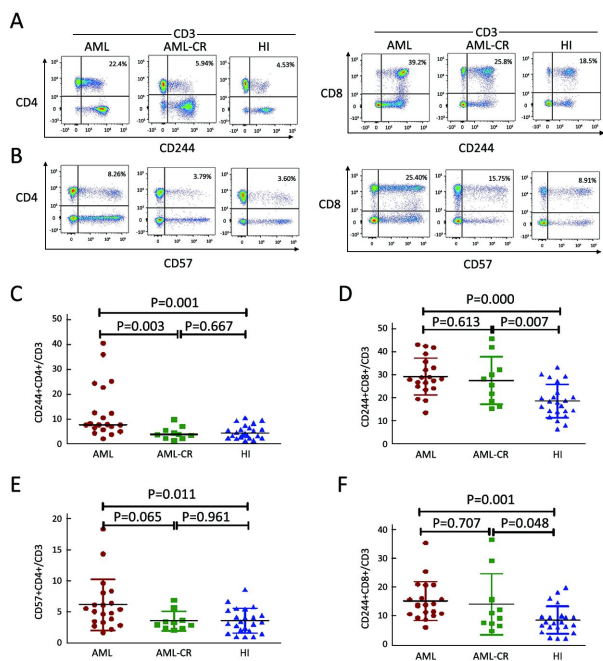 A
CD3
CD3
AML
AML-CR
HI
AML
AML-CR
HI
22.4%
5.94%
4.53%
39.2%
25.8%
18.5%
CD4
CD8
CD244
CD244
B
8.26%
3.79%
3.60%
25.40%
15.75%
8.91%
CD4
CD8
CD57
CD57
C
P=0.001
P=0.003
P=0.667
CD244+CD4+/CD3
50
40
30
20
10
0
AML
AML-CR
HI
D
P=0.000
P=0.613
P=0.007
CD244+CD8+/CD3
50
40
30
20
10
0
AML
AML-CR
HI
E
P=0.011
P=0.065
P=0.961
CD57+CD4+/CD3
20
15
10
5
0
AML
AML-CR
HI
F
P=0.001
P=0.707
P=0.048
CD244+CD8+/CD3
40
30
20
10
0
AML
AML-CR
HI